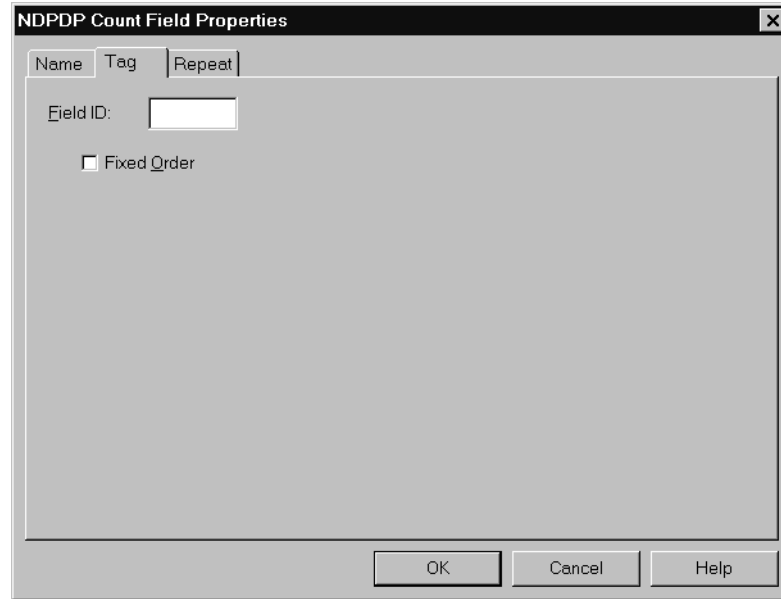 NDPDP Count Field Properties
Name Tag Repeat
Field ID:
Fixed Order
OK Cancel Help